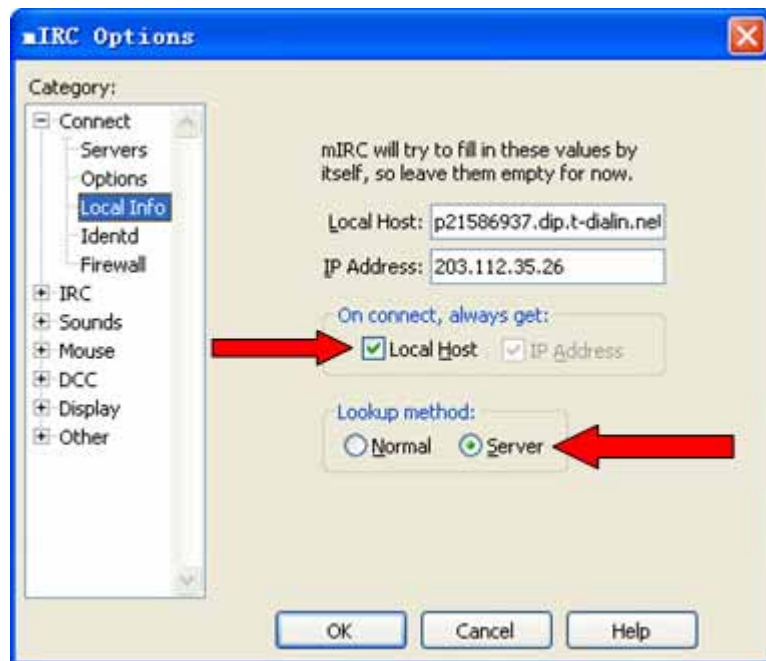 mIRC Options
Category:
Connect
Servers
Options
Local Info
Identd
Firewall
IRC
Sounds
Mouse
DCC
Display
Other
mIRC will try to fill in these values by
itself, so leave them empty for now.
Local Host: p21586937.dip.t-dialin.net
IP Address: 203.112.35.26
On connect, always get:
Local Host IP Address
Lookup method:
Normal Server
OK Cancel Help